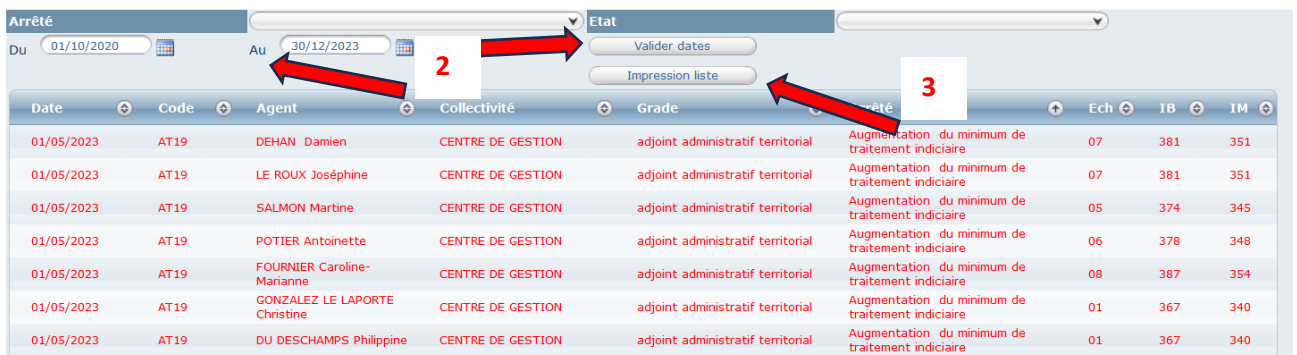 Arrêté Etat
Du 01/10/2020 Au 30/12/2023 Valider dates
2
Impression liste
3
Date Code Agent Collectivité Grade Arrêté Ech IB IM
01/05/2023 AT19 DEHAN Damien CENTRE DE GESTION adjoint administratif territorial Augmentation du minimum de traitement indiciaire 07 381 351
01/05/2023 AT19 LE ROUX Joséphine CENTRE DE GESTION adjoint administratif territorial Augmentation du minimum de traitement indiciaire 07 381 351
01/05/2023 AT19 SALMON Martine CENTRE DE GESTION adjoint administratif territorial Augmentation du minimum de traitement indiciaire 05 374 345
01/05/2023 AT19 POTIER Antoinette CENTRE DE GESTION adjoint administratif territorial Augmentation du minimum de traitement indiciaire 06 378 348
01/05/2023 AT19 FOURNIER Caroline-Marianne CENTRE DE GESTION adjoint administratif territorial Augmentation du minimum de traitement indiciaire 08 387 354
01/05/2023 AT19 GONZALEZ LE LAPORTE Christine CENTRE DE GESTION adjoint administratif territorial Augmentation du minimum de traitement indiciaire 01 367 340
01/05/2023 AT19 DU DESCHAMPS Philippine CENTRE DE GESTION adjoint administratif territorial Augmentation du minimum de traitement indiciaire 01 367 340